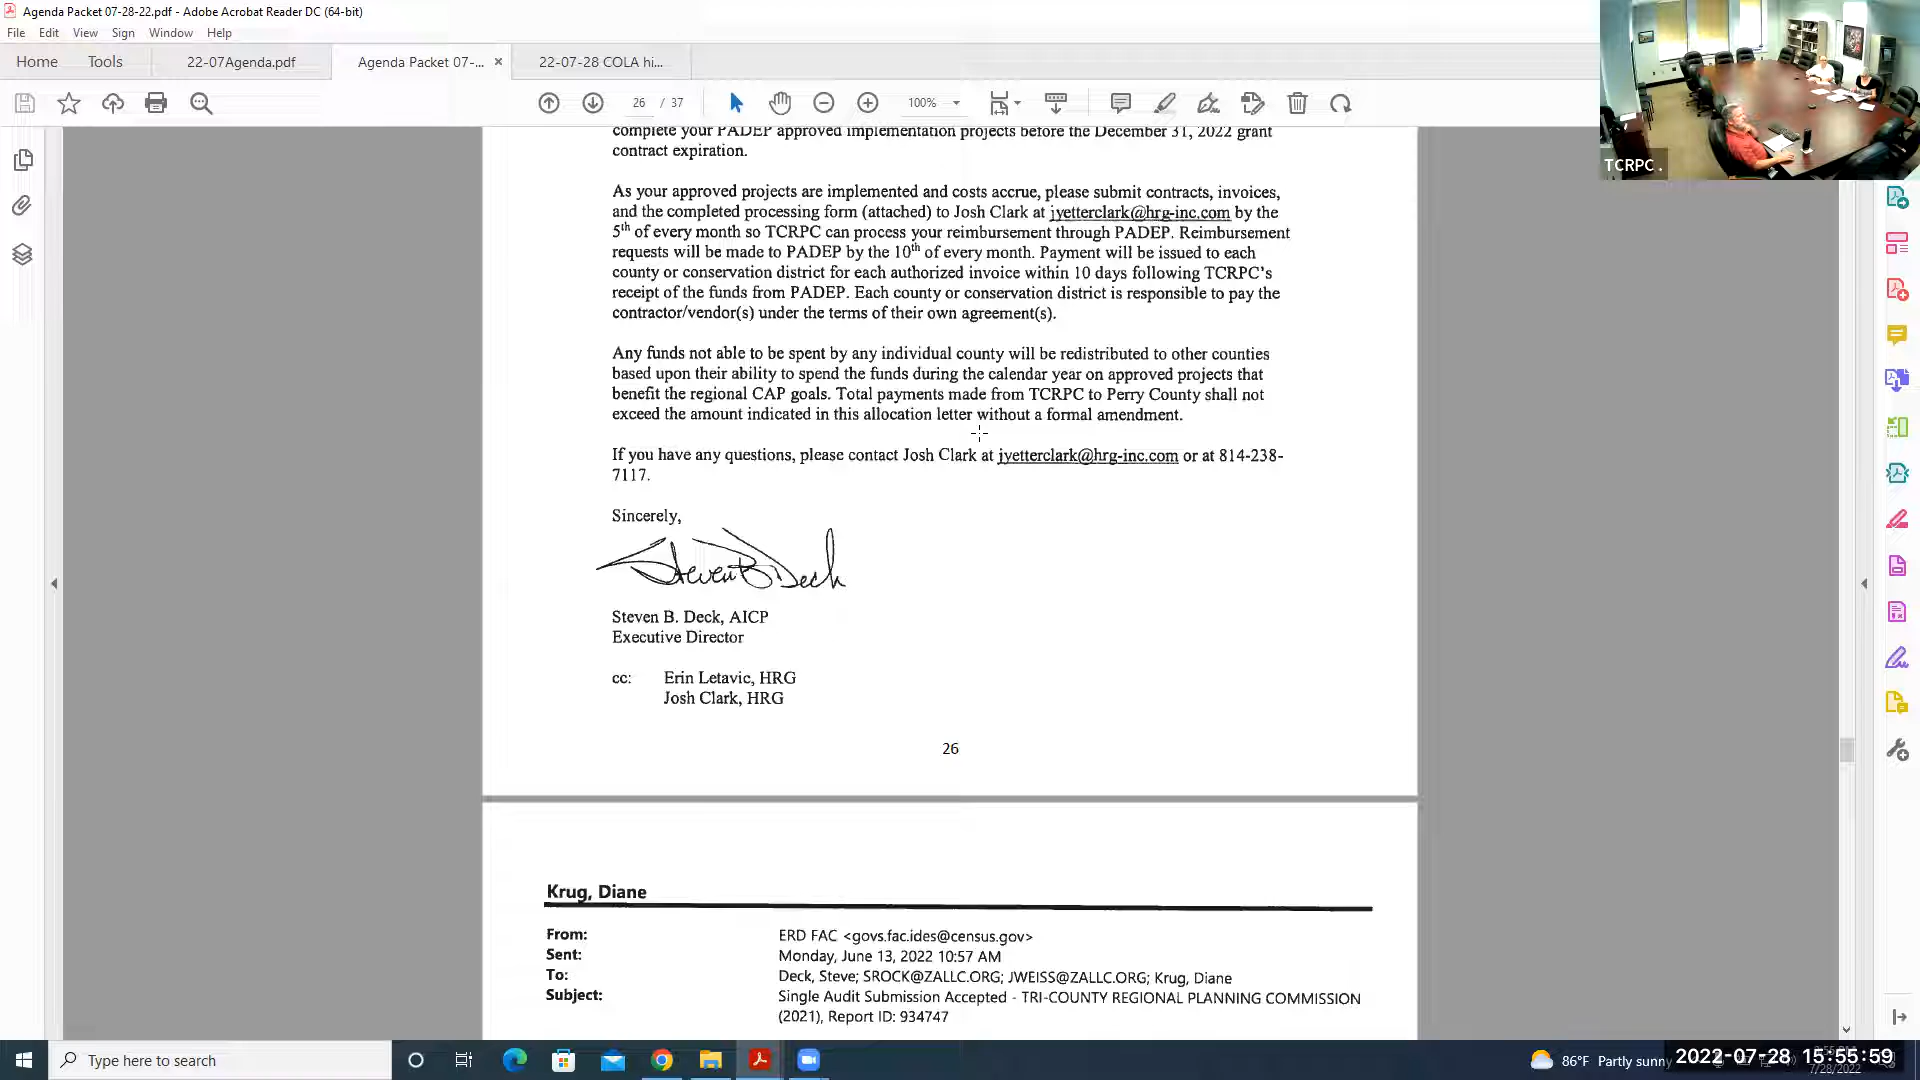 Agenda Packet 07-28-22.pdf - Adobe Acrobat Reader DC (64-bit)
File Edit View Sign Window Help
Home Tools 22-07Agenda.pdf Agenda Packet 07-... × 22-07-28 COLA hi...
26 / 37 100%
TCRPC .
complete your PADEP approved implementation projects before the December 31, 2022 grant
contract expiration.
As your approved projects are implemented and costs accrue, please submit contracts, invoices,
and the completed processing form (attached) to Josh Clark at jyetterclark@hrg-inc.com by the
5th of every month so TCRPC can process your reimbursement through PADEP. Reimbursement
requests will be made to PADEP by the 10th of every month. Payment will be issued to each
county or conservation district for each authorized invoice within 10 days following TCRPC's
receipt of the funds from PADEP. Each county or conservation district is responsible to pay the
contractor/vendor(s) under the terms of their own agreement(s).
Any funds not able to be spent by any individual county will be redistributed to other counties
based upon their ability to spend the funds during the calendar year on approved projects that
benefit the regional CAP goals. Total payments made from TCRPC to Perry County shall not
exceed the amount indicated in this allocation letter without a formal amendment.
If you have any questions, please contact Josh Clark at jyetterclark@hrg-inc.com or at 814-238-
7117.
Sincerely,
Steven B Deck
Steven B. Deck, AICP
Executive Director
cc: Erin Letavic, HRG
Josh Clark, HRG
26
Krug, Diane
From: ERD FAC <govs.fac.ides@census.gov>
Sent: Monday, June 13, 2022 10:57 AM
To: Deck, Steve; SROCK@ZALLC.ORG; JWEISS@ZALLC.ORG; Krug, Diane
Subject: Single Audit Submission Accepted - TRI-COUNTY REGIONAL PLANNING COMMISSION
(2021), Report ID: 934747
Type here to search
86°F Partly sunny
2022-07-28 15:55:59
7/28/2022